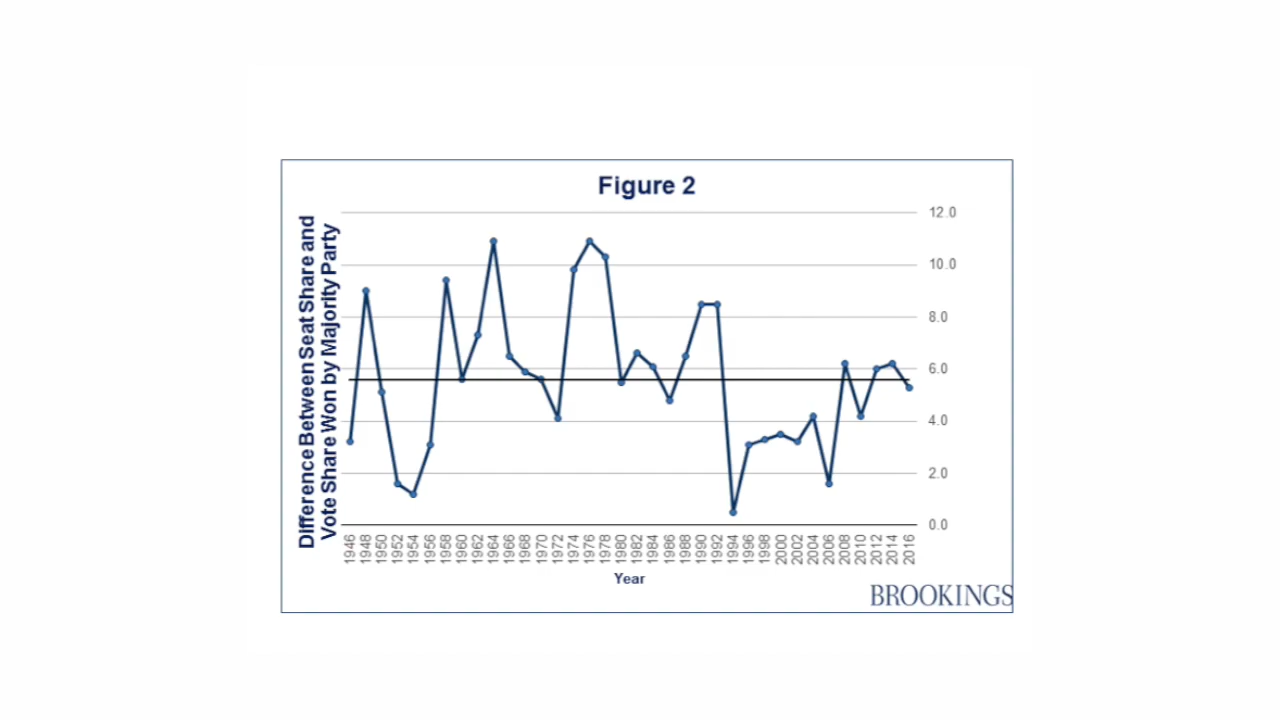 Figure 2
Difference Between Seat Share and
Vote Share Won by Majority Party
12.0
10.0
8.0
6.0
4.0
2.0
0.0
1946 1948 1950 1952 1954 1956 1958 1960 1962 1964 1966 1968 1970 1972 1974 1976 1978 1980 1982 1984 1986 1988 1990 1992 1994 1996 1998 2000 2002 2004 2006 2008 2010 2012 2014 2016
Year
BROOKINGS